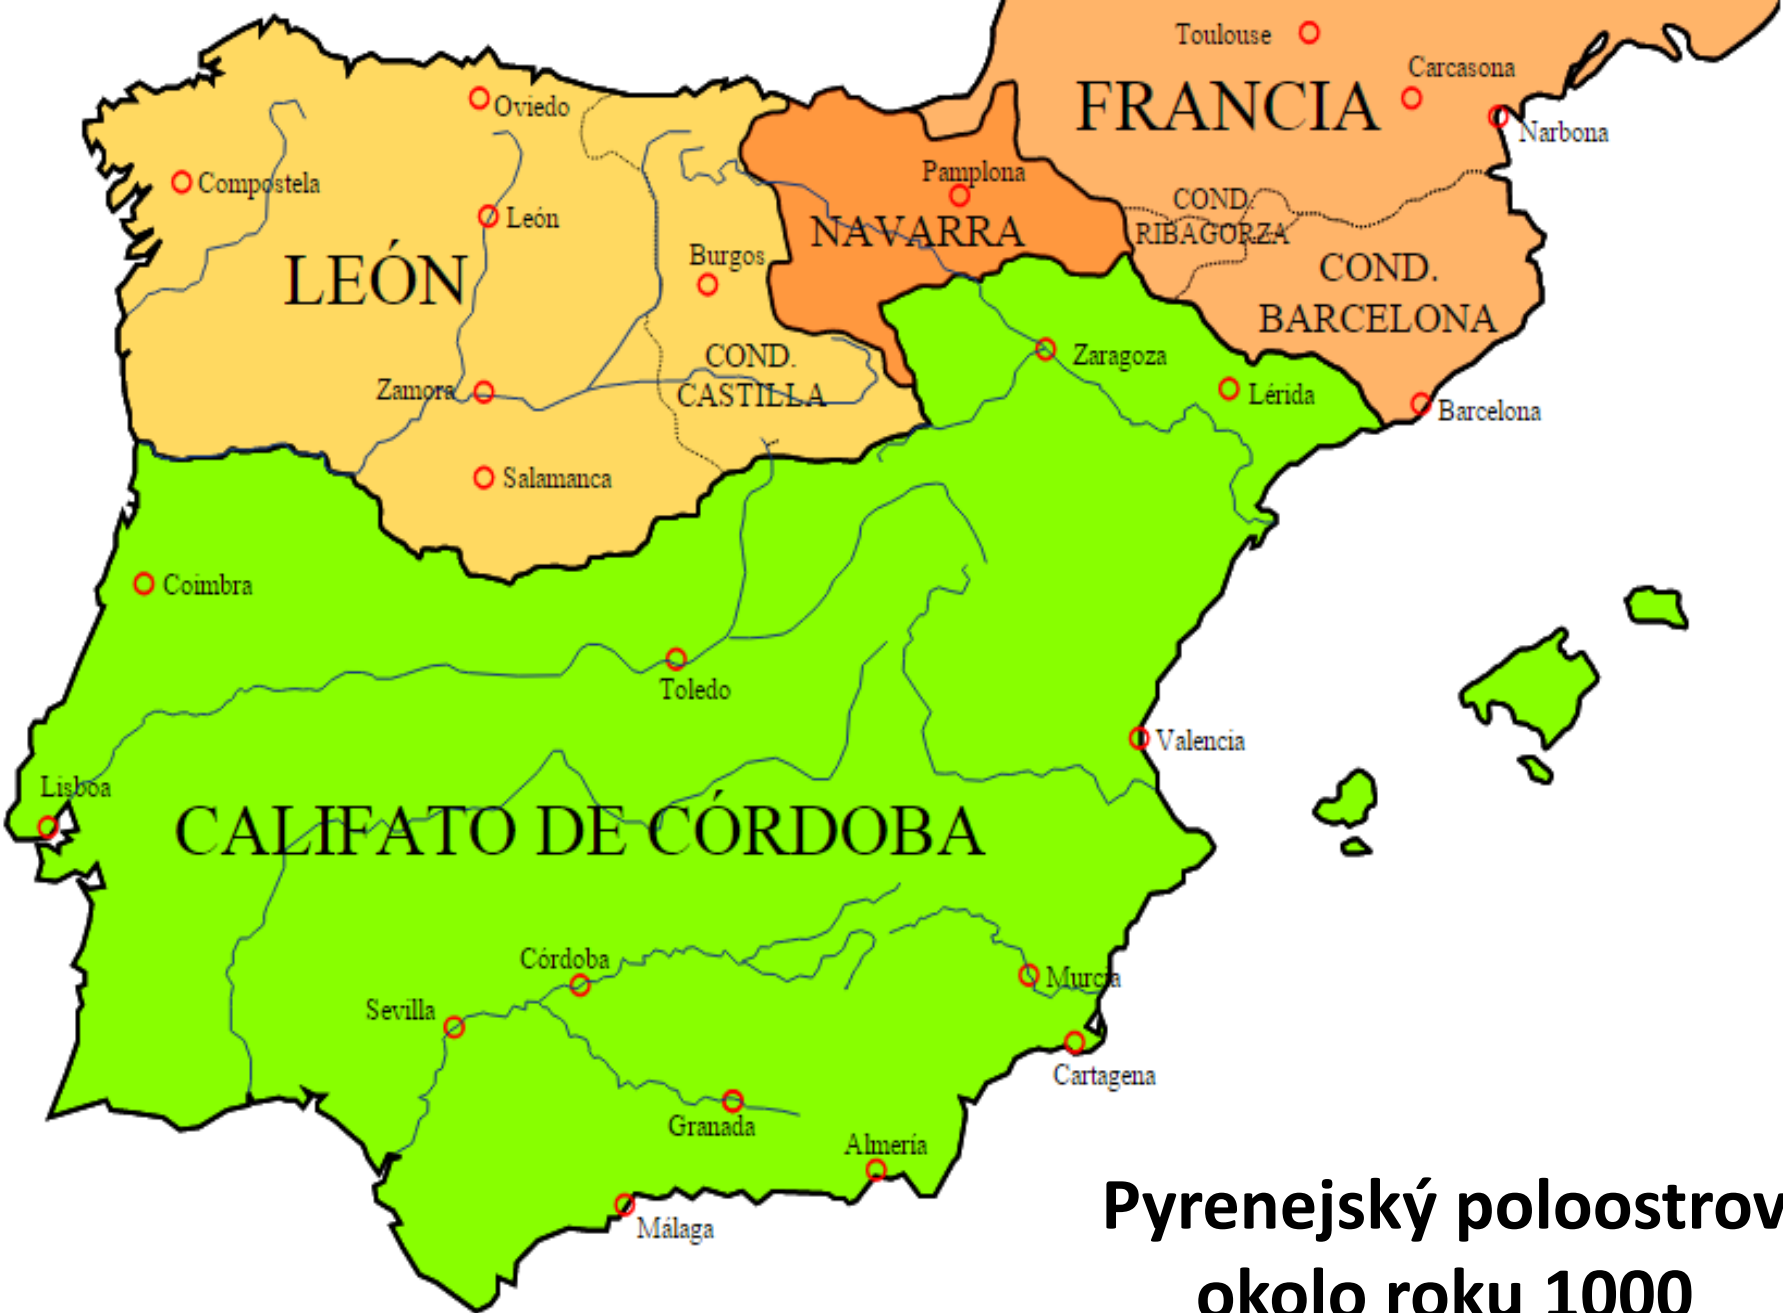 Toulouse
Carcasona
FRANCIA
Oviedo
Narbona
Pamplona
Compostela
COND.
RIBAGORZA
León
NAVARRA
Burgos
LEÓN
COND.
BARCELONA
COND.
CASTILLA
Zaragoza
Zamora
Lérida
Barcelona
Salamanca
Coimbra
Toledo
Valencia
Lisboa
CALIFATO DE CÓRDOBA
Córdoba
Murcia
Sevilla
Cartagena
Granada
Almería
Málaga
Pyrenejský poloostrov
okolo roku 1000